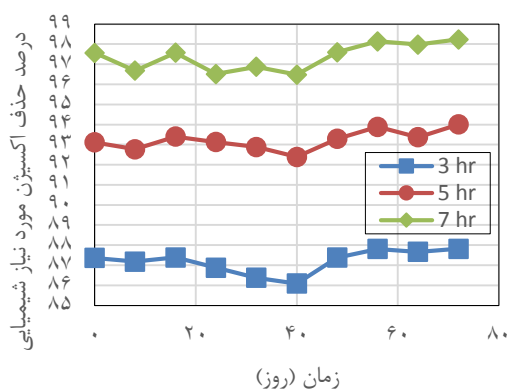 درصد حذف اکسیژن مورد نیاز شیمیایی
۹۹
۹۸
۹۷
۹۶
۹۵
۹۴
۹۳
۹۲
۹۱
۹۰
۸۹
۸۸
۸۷
۸۶
۸۵
3 hr
5 hr
7 hr
۰ ۲۰ ۴۰ ۶۰ ۸۰
زمان (روز)